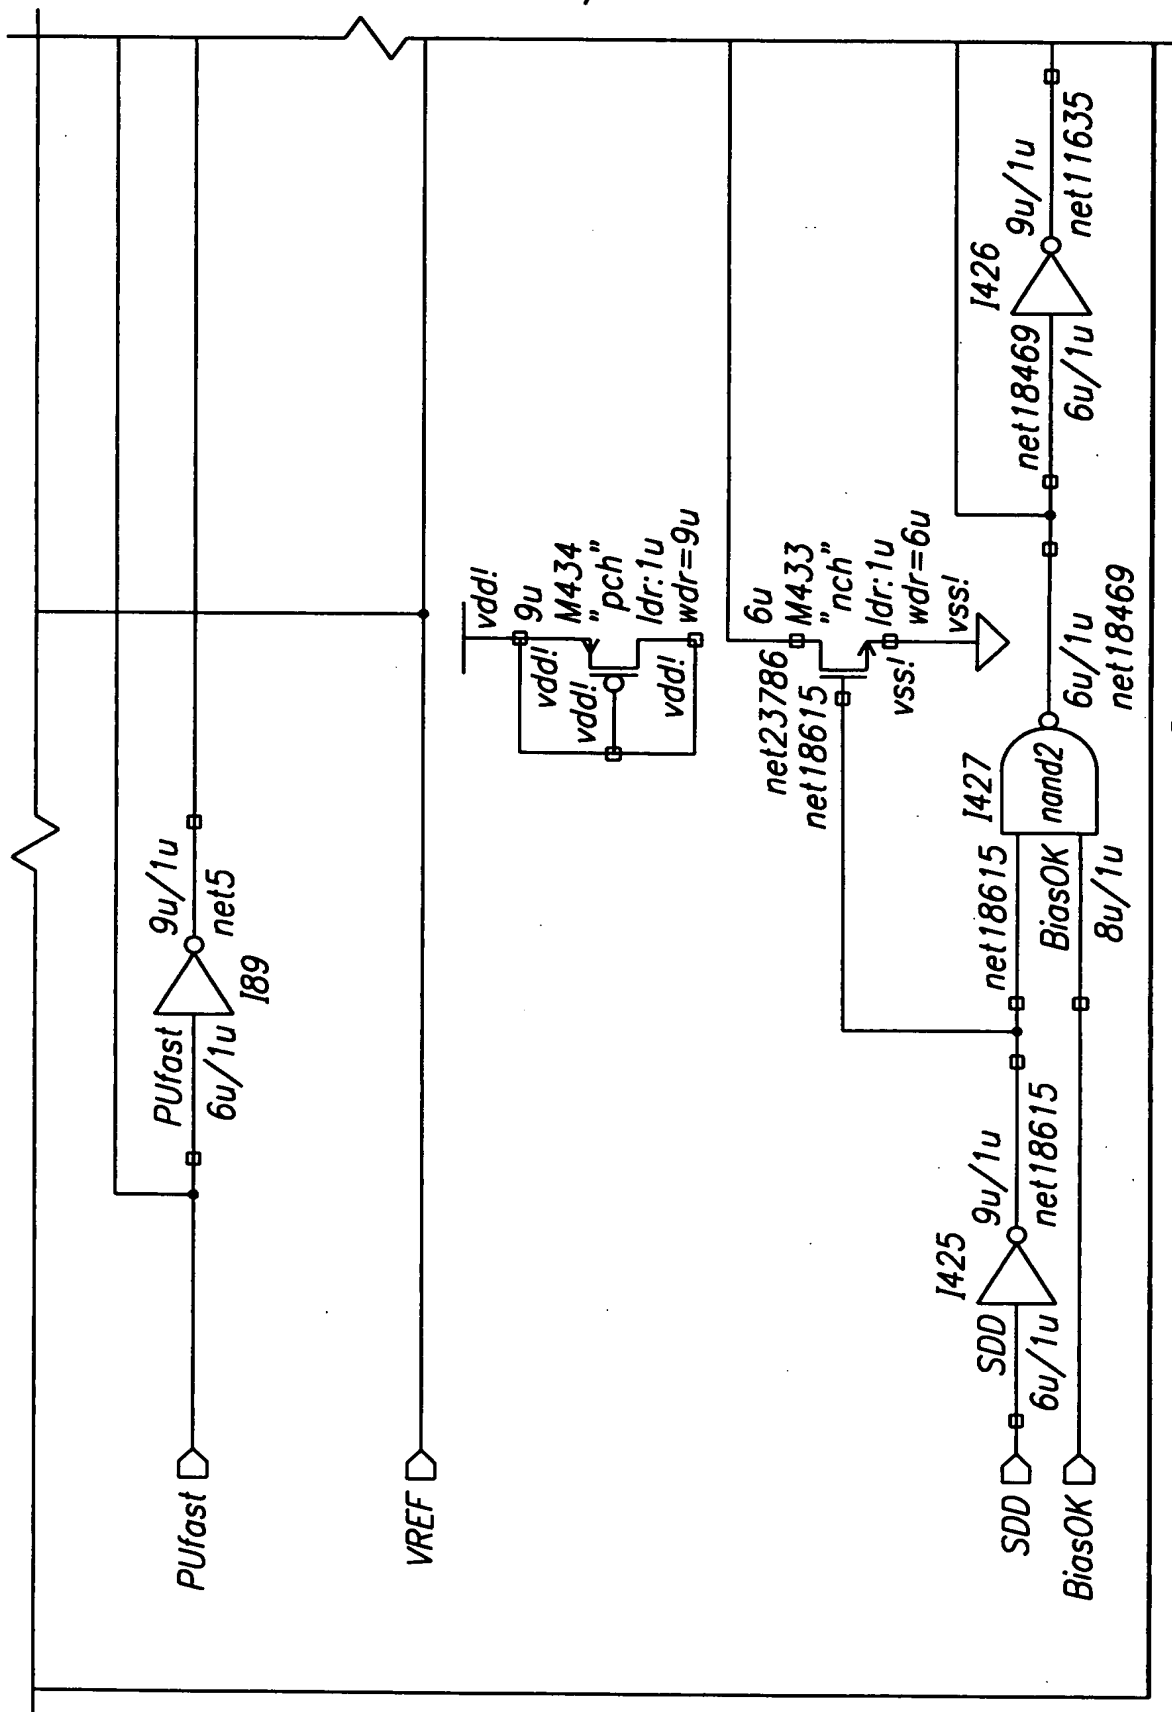 PUfast
PUfast
6u/1u
9u/1u
net5
I89
VREF
vdd!
9u
vdd!
M434
"pch"
vdd!
ldr:1u
vdd!
wdr=9u
6u
net23786
M433
"nch"
net18615
ldr:1u
wdr=6u
vss!
vss!
SDD
SDD
6u/1u
I425
9u/1u
net18615
net18615
BiasOK
BiasOK
8u/1u
I427
nand2
6u/1u
net18469
net18469
6u/1u
I426
9u/1u
net11635